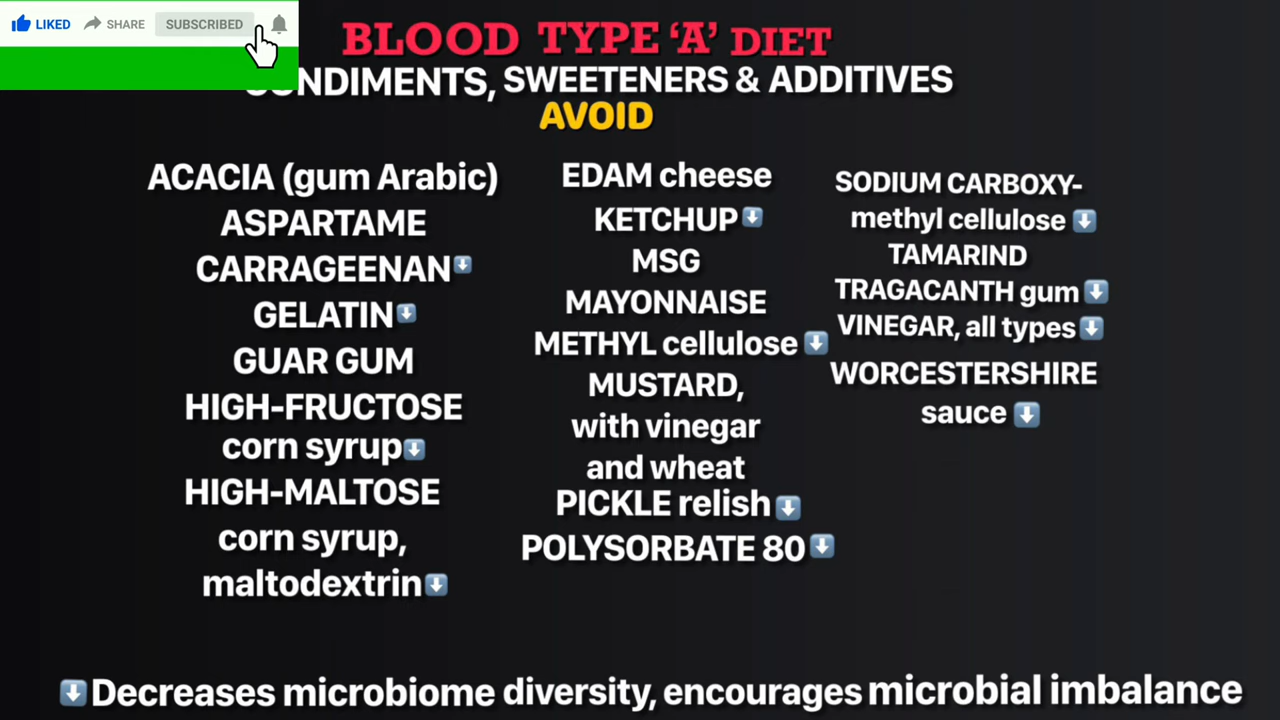 LIKED SHARE SUBSCRIBED
BLOOD TYPE ‘A’ DIET
CONDIMENTS, SWEETENERS & ADDITIVES
AVOID
ACACIA (gum Arabic)
ASPARTAME
CARRAGEENAN⬇️
GELATIN⬇️
GUAR GUM
HIGH-FRUCTOSE
corn syrup⬇️
HIGH-MALTOSE
corn syrup,
maltodextrin⬇️
EDAM cheese
KETCHUP⬇️
MSG
MAYONNAISE
METHYL cellulose⬇️
MUSTARD,
with vinegar
and wheat
PICKLE relish⬇️
POLYSORBATE 80⬇️
SODIUM CARBOXY-
methyl cellulose⬇️
TAMARIND
TRAGACANTH gum⬇️
VINEGAR, all types⬇️
WORCESTERSHIRE
sauce⬇️
⬇️Decreases microbiome diversity, encourages microbial imbalance